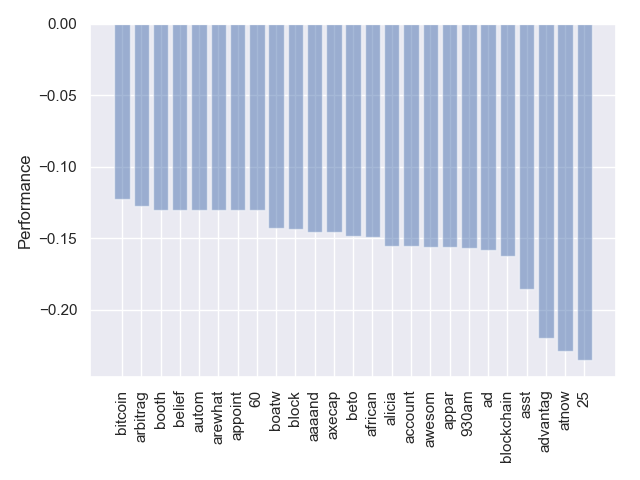 0.00
−0.05
−0.10
−0.15
−0.20
Performance
bitcoin
arbitrag
booth
belief
autom
arewhat
appoint
60
boatw
block
aaaand
axecap
beto
african
alicia
account
awesom
appar
930am
ad
blockchain
asst
advantag
atnow
25